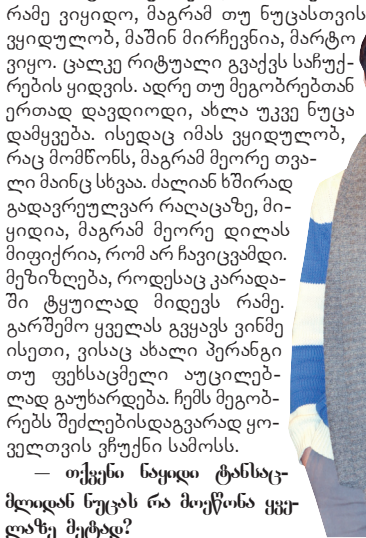 რამე ვიყიდო, მაგრამ თუ ნუცასთვის
ვყიდულობ, მაშინ მირჩევნია, მარტო
ვიყო. ცალკე რიტუალი გვაქვს საჩუქ-
რების ყიდვის. ადრე თუ მეგობრებთან
ერთად დავდიოდი, ახლა უკვე ნუცა
დამყვება. ისედაც იმას ვყიდულობ,
რაც მომწონს, მაგრამ მეორე თვა-
ლი მაინც სხვაა. ძალიან ხშირად
გადავრეულვარ რაღაცაზე, მი-
ყიდია, მაგრამ მეორე დილას
მიფიქრია, რომ არ ჩავიცვამდი.
მეზიზღება, როდესაც კარადა-
ში ტყუილად მიდევს რამე.
გარშემო ყველას გვყავს ვინმე
ისეთი, ვისაც ახალი პერანგი
თუ ფეხსაცმელი აუცილებ-
ლად გაუხარდება. ჩემს მეგობ-
რებს შეძლებისდაგვარად ყო-
ველთვის ვჩუქნი სამოსს.
— თქვენი ნაყიდი ტანსაც-
მლიდან ნუცას რა მოეწონა ყვე-
ლაზე მეტად?